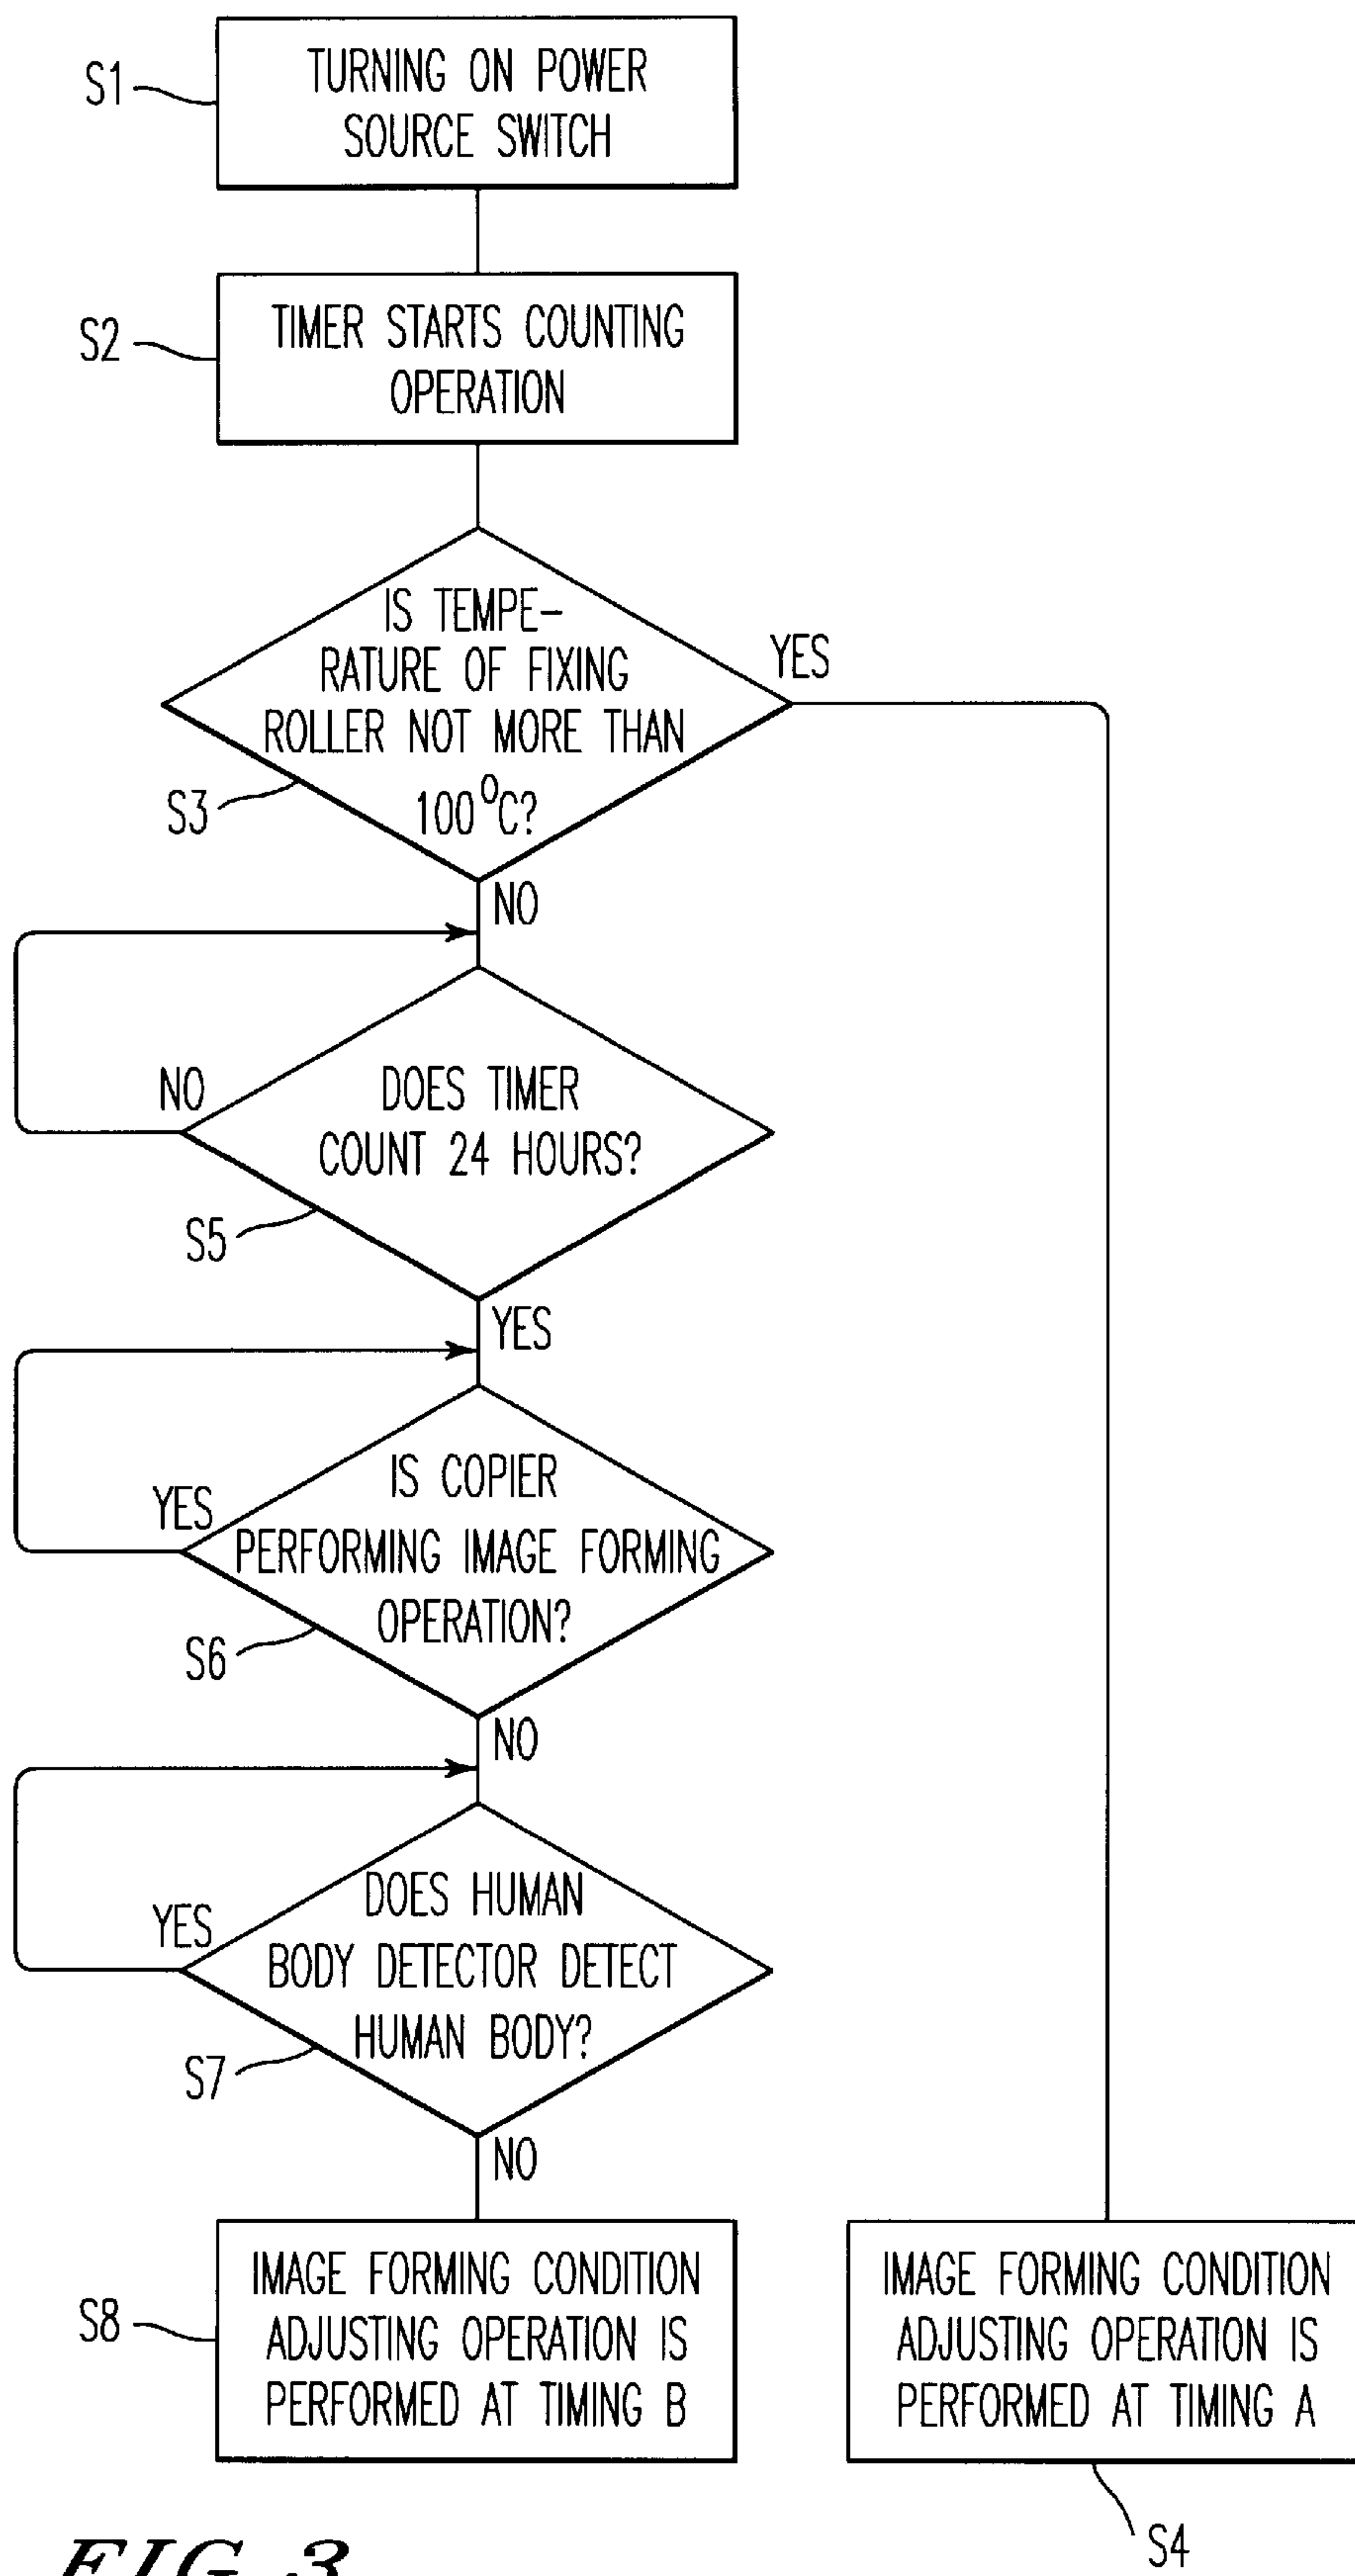 S1
TURNING ON POWER
SOURCE SWITCH
S2
TIMER STARTS COUNTING
OPERATION
IS TEMPE-
RATURE OF FIXING
ROLLER NOT MORE THAN
100°C?
S3
YES
NO
DOES TIMER
COUNT 24 HOURS?
NO
S5
YES
IS COPIER
PERFORMING IMAGE FORMING
OPERATION?
YES
S6
NO
DOES HUMAN
BODY DETECTOR DETECT
HUMAN BODY?
YES
S7
NO
S8
IMAGE FORMING CONDITION
ADJUSTING OPERATION IS
PERFORMED AT TIMING B
IMAGE FORMING CONDITION
ADJUSTING OPERATION IS
PERFORMED AT TIMING A
S4
FIG. 3